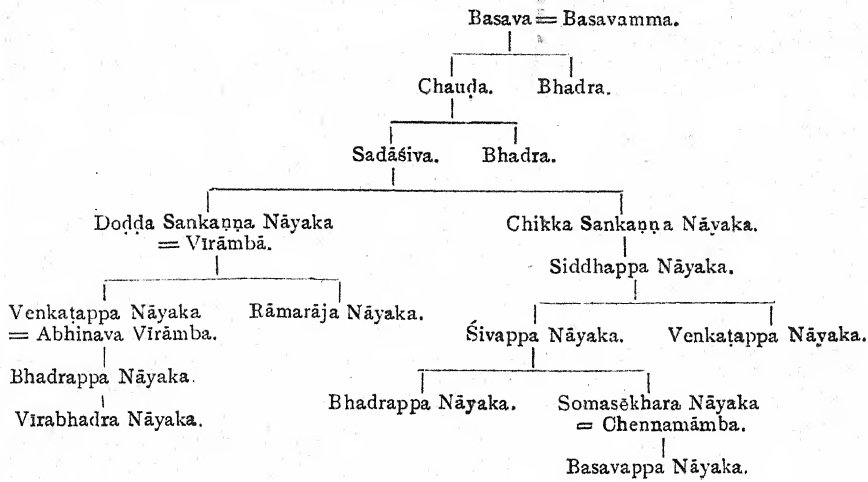 Basava = Basavamma.
Chauḍa. Bhadra.
Sadāśiva. Bhadra.
Doḍḍa Sankaṇṇa Nāyaka
= Vīrāmbā.
Chikka Sankaṇṇa Nāyaka.
Siddhappa Nāyaka.
Venkaṭappa Nāyaka
= Abhinava Vīrāmba.
Rāmarāja Nāyaka.
Śivappa Nāyaka. Venkaṭappa Nāyaka.
Bhadrappa Nāyaka.
Vīrabhadra Nāyaka.
Bhadrappa Nāyaka.
Somasēkhara Nāyaka
= Chennamāmba.
Basavappa Nāyaka.